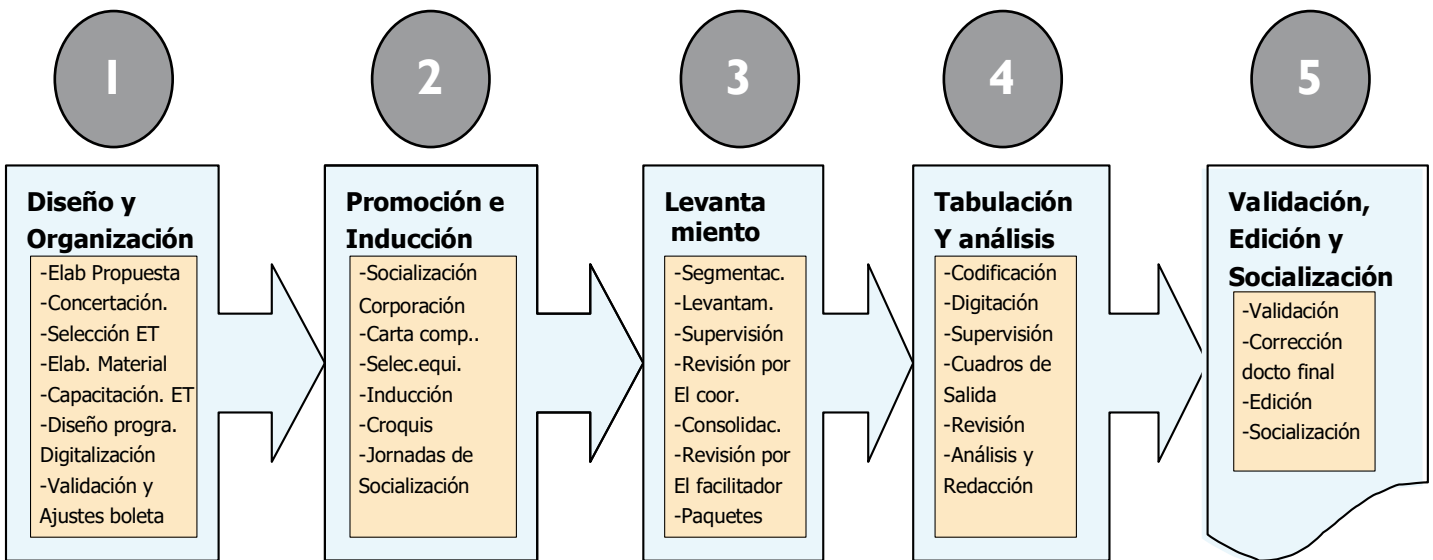 1
2
3
4
5
Diseño y
Organización
-Elab Propuesta
-Concertación.
-Selección ET
-Elab. Material
-Capacitación. ET
-Diseño progra.
Digitalización
-Validación y
Ajustes boleta
Promoción e
Inducción
-Socialización
Corporación
-Carta comp..
-Selec.equi.
-Inducción
-Croquis
-Jornadas de
Socialización
Levanta
miento
-Segmentac.
-Levantam.
-Supervisión
-Revisión por
El coor.
-Consolidac.
-Revisión por
El facilitador
-Paquetes
Tabulación
Y análisis
-Codificación
-Digitación
-Supervisión
-Cuadros de
Salida
-Revisión
-Análisis y
Redacción
Validación,
Edición y
Socialización
-Validación
-Corrección
docto final
-Edición
-Socialización